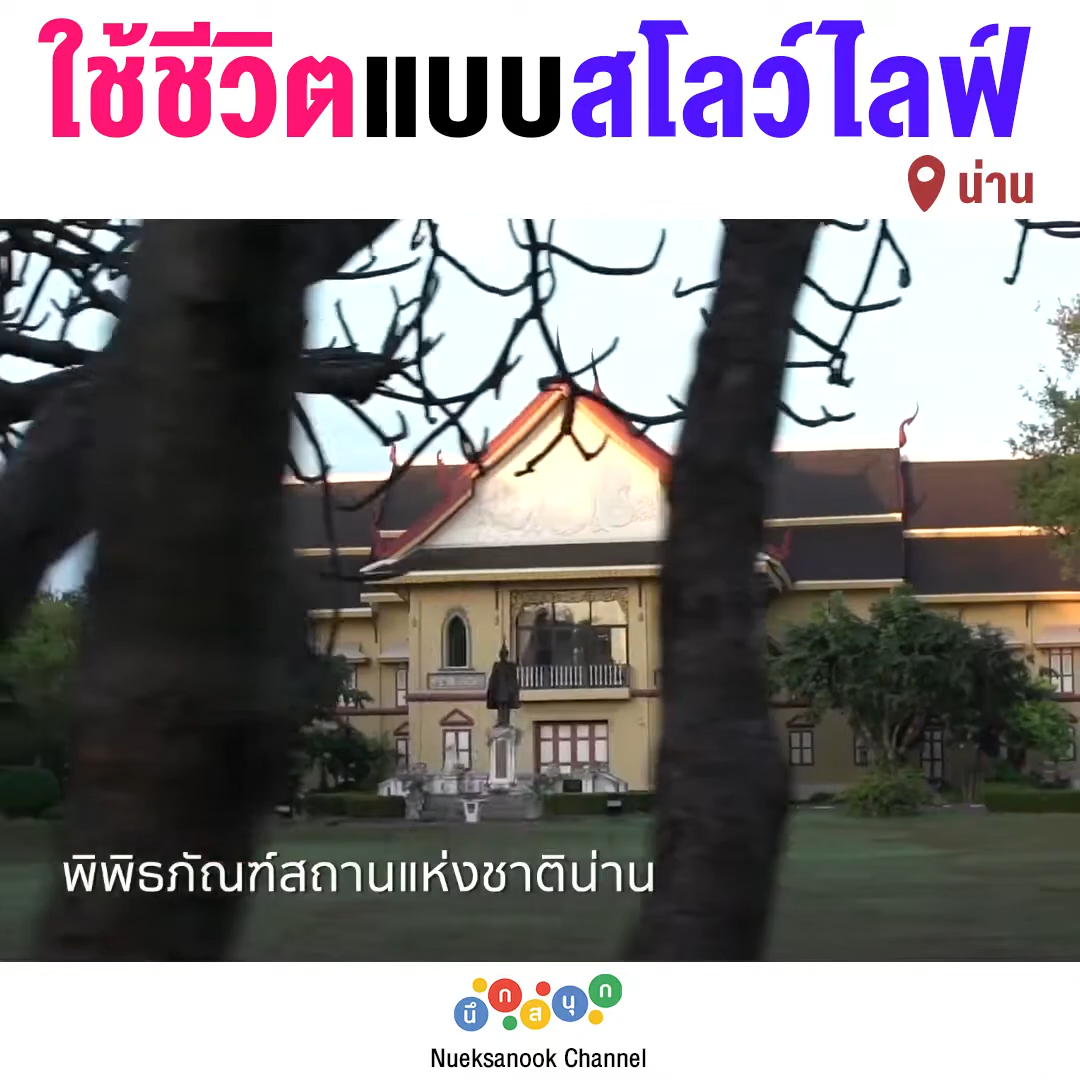 ใช้ชีวิตแบบสโลว์ไลฟ์
น่าน
พิพิธภัณฑ์สถานแห่งชาติน่าน
นึกสนุก
Nueksanook Channel